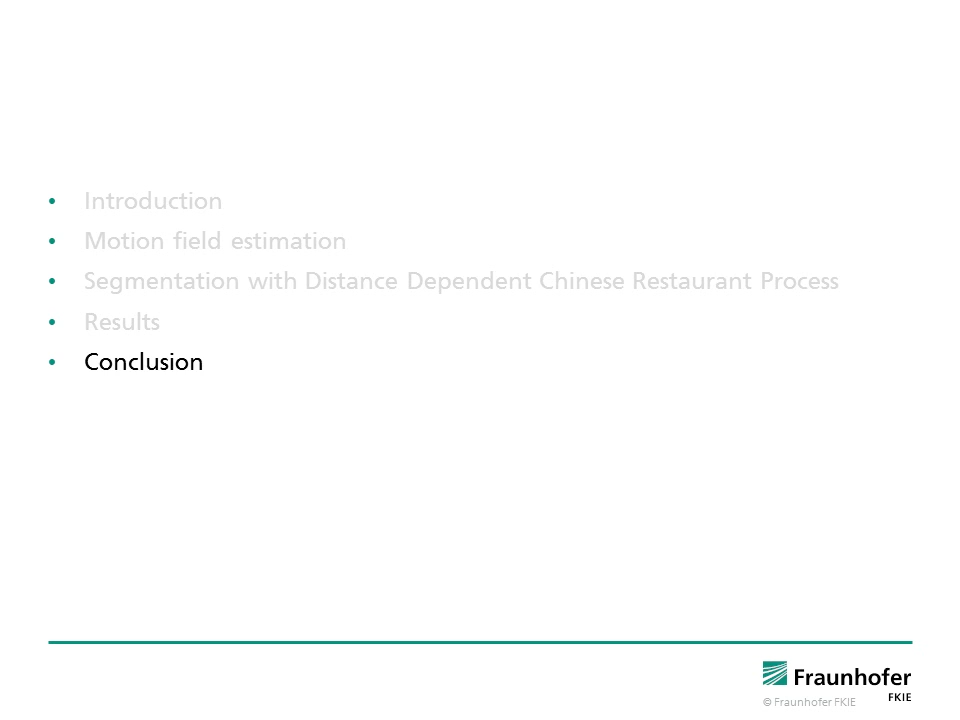 • Introduction
• Motion field estimation
• Segmentation with Distance Dependent Chinese Restaurant Process
• Results
• Conclusion
Fraunhofer
FKIE
© Fraunhofer FKIE